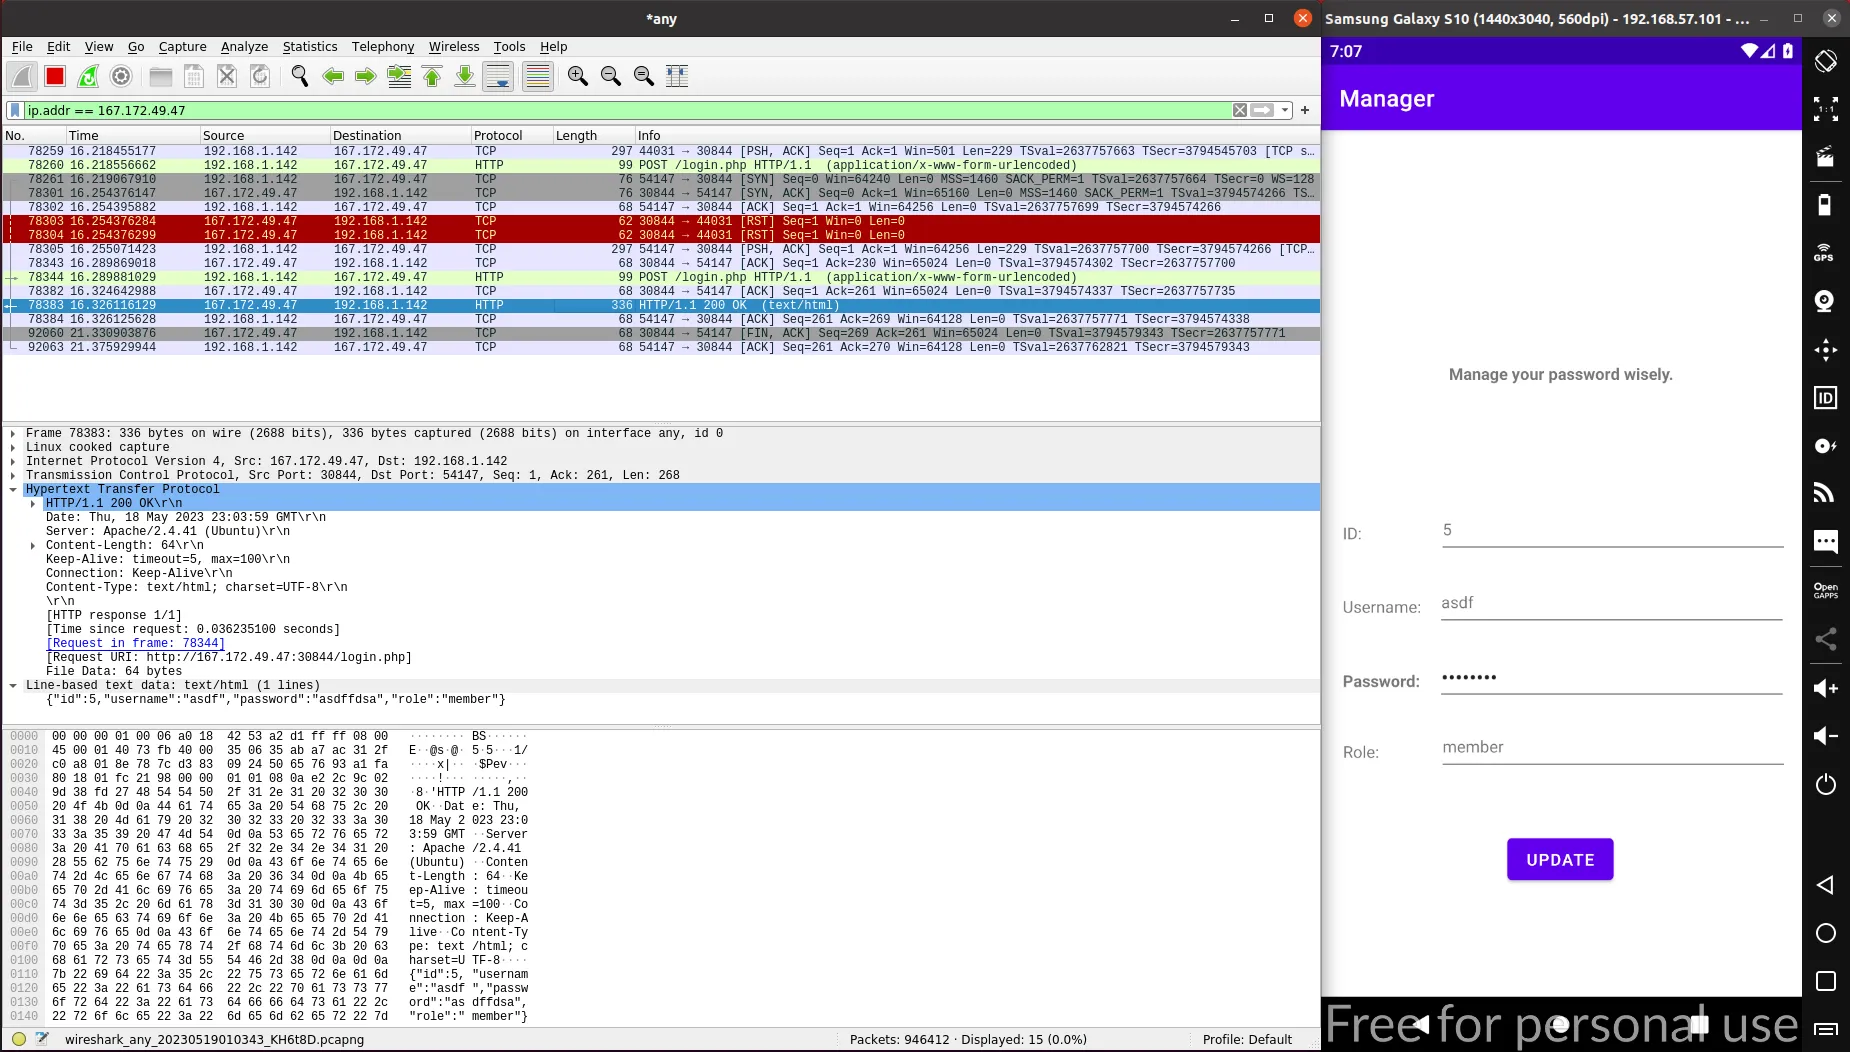 *any
File Edit View Go Capture Analyze Statistics Telephony Wireless Tools Help
ip.addr == 167.172.49.47
No. Time Source Destination Protocol Length Info
78259 16.218455177 192.168.1.142 167.172.49.47 TCP 297 44031 → 30844 [PSH, ACK] Seq=1 Ack=1 Win=501 Len=229 TSval=2637757663 TSecr=3794545703 [TCP s…
78260 16.218556662 192.168.1.142 167.172.49.47 HTTP 99 POST /login.php HTTP/1.1 (application/x-www-form-urlencoded)
78261 16.219067910 192.168.1.142 167.172.49.47 TCP 76 54147 → 30844 [SYN] Seq=0 Win=64240 Len=0 MSS=1460 SACK_PERM=1 TSval=2637757664 TSecr=0 WS=128
78301 16.254376147 167.172.49.47 192.168.1.142 TCP 76 30844 → 54147 [SYN, ACK] Seq=0 Ack=1 Win=65160 Len=0 MSS=1460 SACK_PERM=1 TSval=3794574266 TS…
78302 16.254395882 192.168.1.142 167.172.49.47 TCP 68 54147 → 30844 [ACK] Seq=1 Ack=1 Win=64256 Len=0 TSval=2637757699 TSecr=3794574266
78303 16.254376284 167.172.49.47 192.168.1.142 TCP 62 30844 → 44031 [RST] Seq=1 Win=0 Len=0
78304 16.254376299 167.172.49.47 192.168.1.142 TCP 62 30844 → 44031 [RST] Seq=1 Win=0 Len=0
78305 16.255071423 192.168.1.142 167.172.49.47 TCP 297 54147 → 30844 [PSH, ACK] Seq=1 Ack=1 Win=64256 Len=229 TSval=2637757700 TSecr=3794574266 [TCP…
78343 16.289869018 167.172.49.47 192.168.1.142 TCP 68 30844 → 54147 [ACK] Seq=1 Ack=230 Win=65024 Len=0 TSval=3794574302 TSecr=2637757700
78344 16.289881029 192.168.1.142 167.172.49.47 HTTP 99 POST /login.php HTTP/1.1 (application/x-www-form-urlencoded)
78382 16.324642988 167.172.49.47 192.168.1.142 TCP 68 30844 → 54147 [ACK] Seq=1 Ack=261 Win=65024 Len=0 TSval=3794574337 TSecr=2637757735
78383 16.326116129 167.172.49.47 192.168.1.142 HTTP 336 HTTP/1.1 200 OK (text/html)
78384 16.326125628 192.168.1.142 167.172.49.47 TCP 68 54147 → 30844 [ACK] Seq=261 Ack=269 Win=64128 Len=0 TSval=2637757771 TSecr=3794574338
92060 21.330903876 167.172.49.47 192.168.1.142 TCP 68 30844 → 54147 [FIN, ACK] Seq=269 Ack=261 Win=65024 Len=0 TSval=3794579343 TSecr=2637757771
92063 21.375929944 192.168.1.142 167.172.49.47 TCP 68 54147 → 30844 [ACK] Seq=261 Ack=270 Win=64128 Len=0 TSval=2637762821 TSecr=3794579343
Frame 78383: 336 bytes on wire (2688 bits), 336 bytes captured (2688 bits) on interface any, id 0
Linux cooked capture
Internet Protocol Version 4, Src: 167.172.49.47, Dst: 192.168.1.142
Transmission Control Protocol, Src Port: 30844, Dst Port: 54147, Seq: 1, Ack: 261, Len: 268
Hypertext Transfer Protocol
HTTP/1.1 200 OK\r\n
Date: Thu, 18 May 2023 23:03:59 GMT\r\n
Server: Apache/2.4.41 (Ubuntu)\r\n
Content-Length: 64\r\n
Keep-Alive: timeout=5, max=100\r\n
Connection: Keep-Alive\r\n
Content-Type: text/html; charset=UTF-8\r\n
\r\n
[HTTP response 1/1]
[Time since request: 0.036235100 seconds]
[Request in frame: 78344]
[Request URI: http://167.172.49.47:30844/login.php]
File Data: 64 bytes
Line-based text data: text/html (1 lines)
{"id":5,"username":"asdf","password":"asdffdsa","role":"member"}
0000 00 00 00 01 00 06 a0 18 42 53 a2 d1 ff ff 08 00 ········ BS······
0010 45 00 01 40 73 fb 40 00 35 06 35 ab a7 ac 31 2f E··@s·@· 5·5···1/
0020 c0 a8 01 8e 78 7c d3 83 09 24 50 65 76 93 a1 fa ····x|·· ·$Pev···
0030 80 18 01 fc 21 98 00 00 01 01 08 0a e2 2c 9c 02 ····!··· ·····,··
0040 9d 38 fd 27 48 54 54 50 2f 31 2e 31 20 32 30 30 ·8·'HTTP /1.1 200
0050 20 4f 4b 0d 0a 44 61 74 65 3a 20 54 68 75 2c 20 OK··Dat e: Thu,
0060 31 38 20 4d 61 79 20 32 30 32 33 20 32 33 3a 30 18 May 2 023 23:0
0070 33 3a 35 39 20 47 4d 54 0d 0a 53 65 72 76 65 72 3:59 GMT ··Server
0080 3a 20 41 70 61 63 68 65 2f 32 2e 34 2e 34 31 20 : Apache /2.4.41
0090 28 55 62 75 6e 74 75 29 0d 0a 43 6f 6e 74 65 6e (Ubuntu) ··Conten
00a0 74 2d 4c 65 6e 67 74 68 3a 20 36 34 0d 0a 4b 65 t-Length : 64··Ke
00b0 65 70 2d 41 6c 69 76 65 3a 20 74 69 6d 65 6f 75 ep-Alive : timeou
00c0 74 3d 35 2c 20 6d 61 78 3d 31 30 30 0d 0a 43 6f t=5, max =100··Co
00d0 6e 6e 65 63 74 69 6f 6e 3a 20 4b 65 65 70 2d 41 nnection : Keep-A
00e0 6c 69 76 65 0d 0a 43 6f 6e 74 65 6e 74 2d 54 79 live··Co ntent-Ty
00f0 70 65 3a 20 74 65 78 74 2f 68 74 6d 6c 3b 20 63 pe: text /html; c
0100 68 61 72 73 65 74 3d 55 54 46 2d 38 0d 0a 0d 0a harset=U TF-8····
0110 7b 22 69 64 22 3a 35 2c 22 75 73 65 72 6e 61 6d {"id":5, "usernam
0120 65 22 3a 22 61 73 64 66 22 2c 22 70 61 73 73 77 e":"asdf ","passw
0130 6f 72 64 22 3a 22 61 73 64 66 66 64 73 61 22 2c ord":"as dffdsa",
0140 22 72 6f 6c 65 22 3a 22 6d 65 6d 62 65 72 22 7d "role":" member"}
wireshark_any_20230519010343_KH6t8D.pcapng Packets: 946412 · Displayed: 15 (0.0%) Profile: Default
Samsung Galaxy S10 (1440x3040, 560dpi) - 192.168.57.101 - …
7:07
Manager
Manage your password wisely.
ID: 5
Username: asdf
Password: ••••••••
Role: member
UPDATE
Free for personal use
1:1
GPS
ID
Open
GAPPS